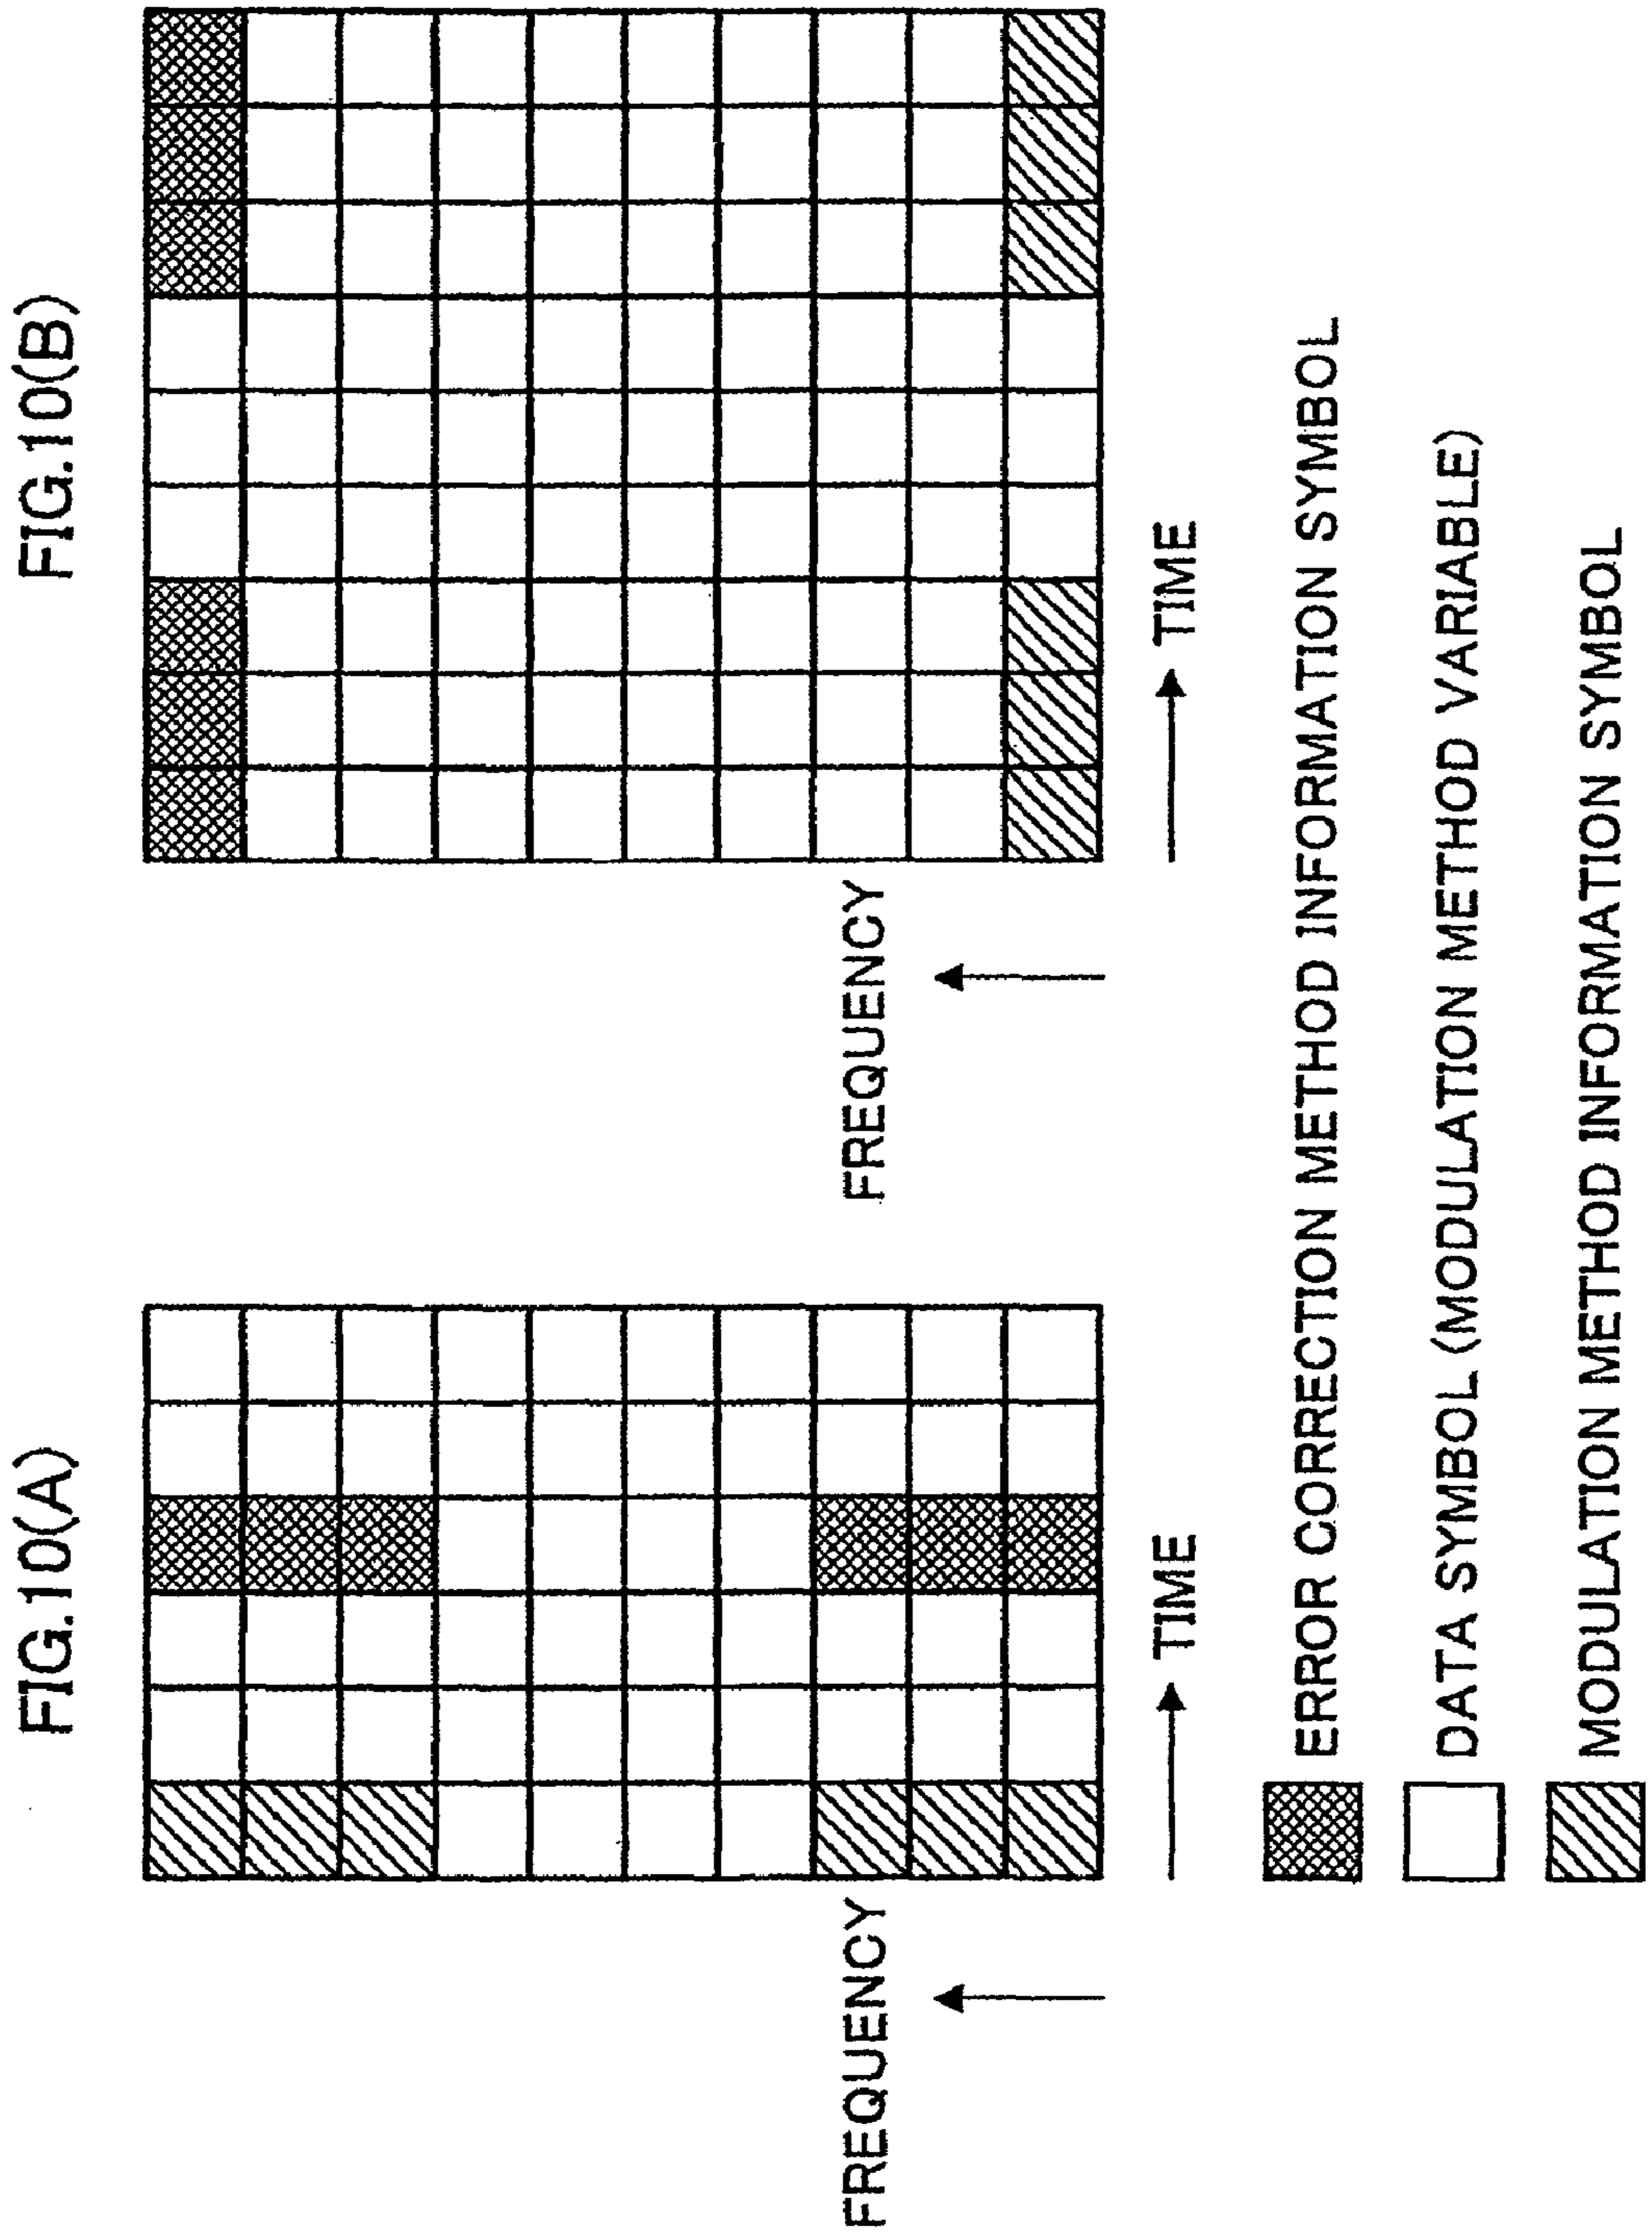 FIG.10(A)
FREQUENCY
TIME
FIG.10(B)
FREQUENCY
TIME
ERROR CORRECTION METHOD INFORMATION SYMBOL
DATA SYMBOL (MODULATION METHOD VARIABLE)
MODULATION METHOD INFORMATION SYMBOL